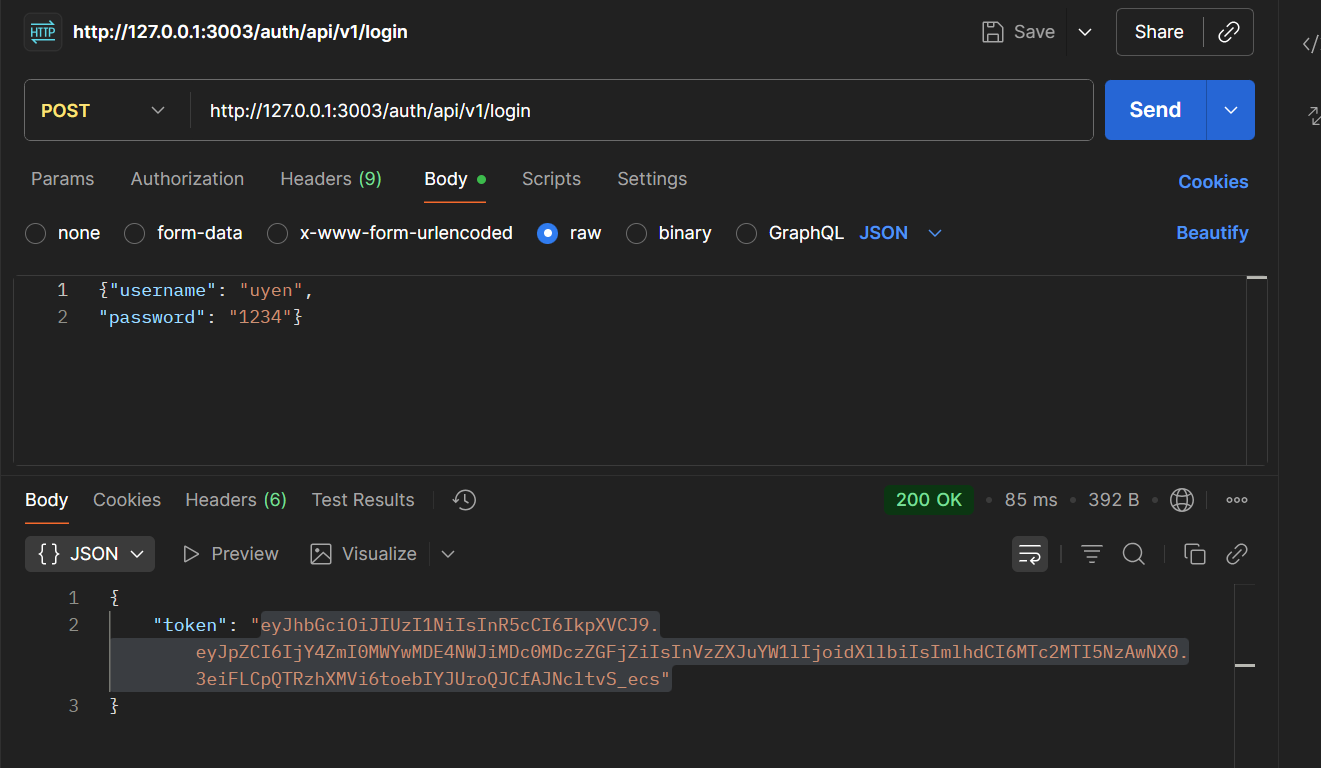 HTTP http://127.0.0.1:3003/auth/api/v1/login Save Share
POST http://127.0.0.1:3003/auth/api/v1/login Send
Params Authorization Headers (9) Body Scripts Settings Cookies
none form-data x-www-form-urlencoded raw binary GraphQL JSON Beautify
1 {"username": "uyen",
2 "password": "1234"}
Body Cookies Headers (6) Test Results 200 OK • 85 ms • 392 B
{} JSON Preview Visualize
1 {
2 "token": "eyJhbGciOiJIUzI1NiIsInR5cCI6IkpXVCJ9.
eyJpZCI6IjY4ZmI0MWYwMDE4NWJiMDc0MDczZGFjZiIsInVzZXJuYW1lIjoidXllbiIsImlhdCI6MTc2MTI5NzAwNX0.
3eiFLCpQTRzhXMVi6toebIYJUroQJCfAJNcltvS_ecs"
3 }